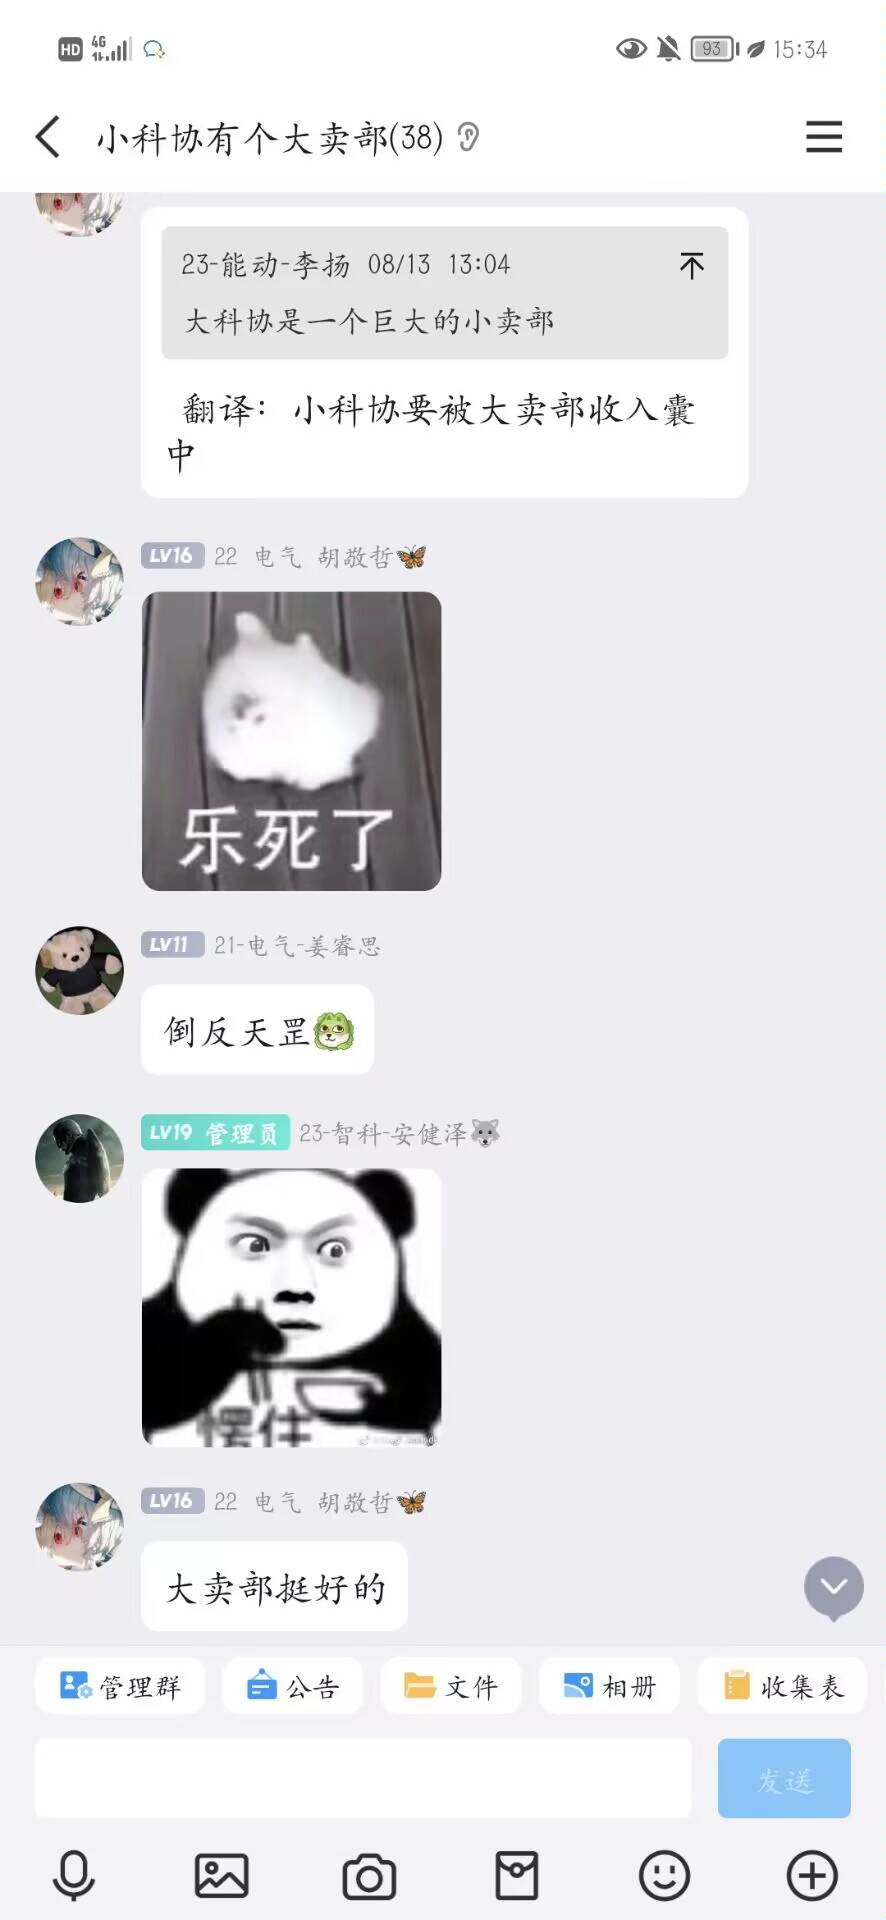 HD 4G 93 15:34
小科协有个大卖部(38)
23-能动-李扬 08/13 13:04
大科协是一个巨大的小卖部
翻译：小科协要被大卖部收入囊
中
LV16 22 电气 胡敬哲
乐死了
LV11 21-电气-姜睿思
倒反天罡
LV19 管理员 23-智科-安健泽
愣住
LV16 22 电气 胡敬哲
大卖部挺好的
管理群 公告 文件 相册 收集表
发送